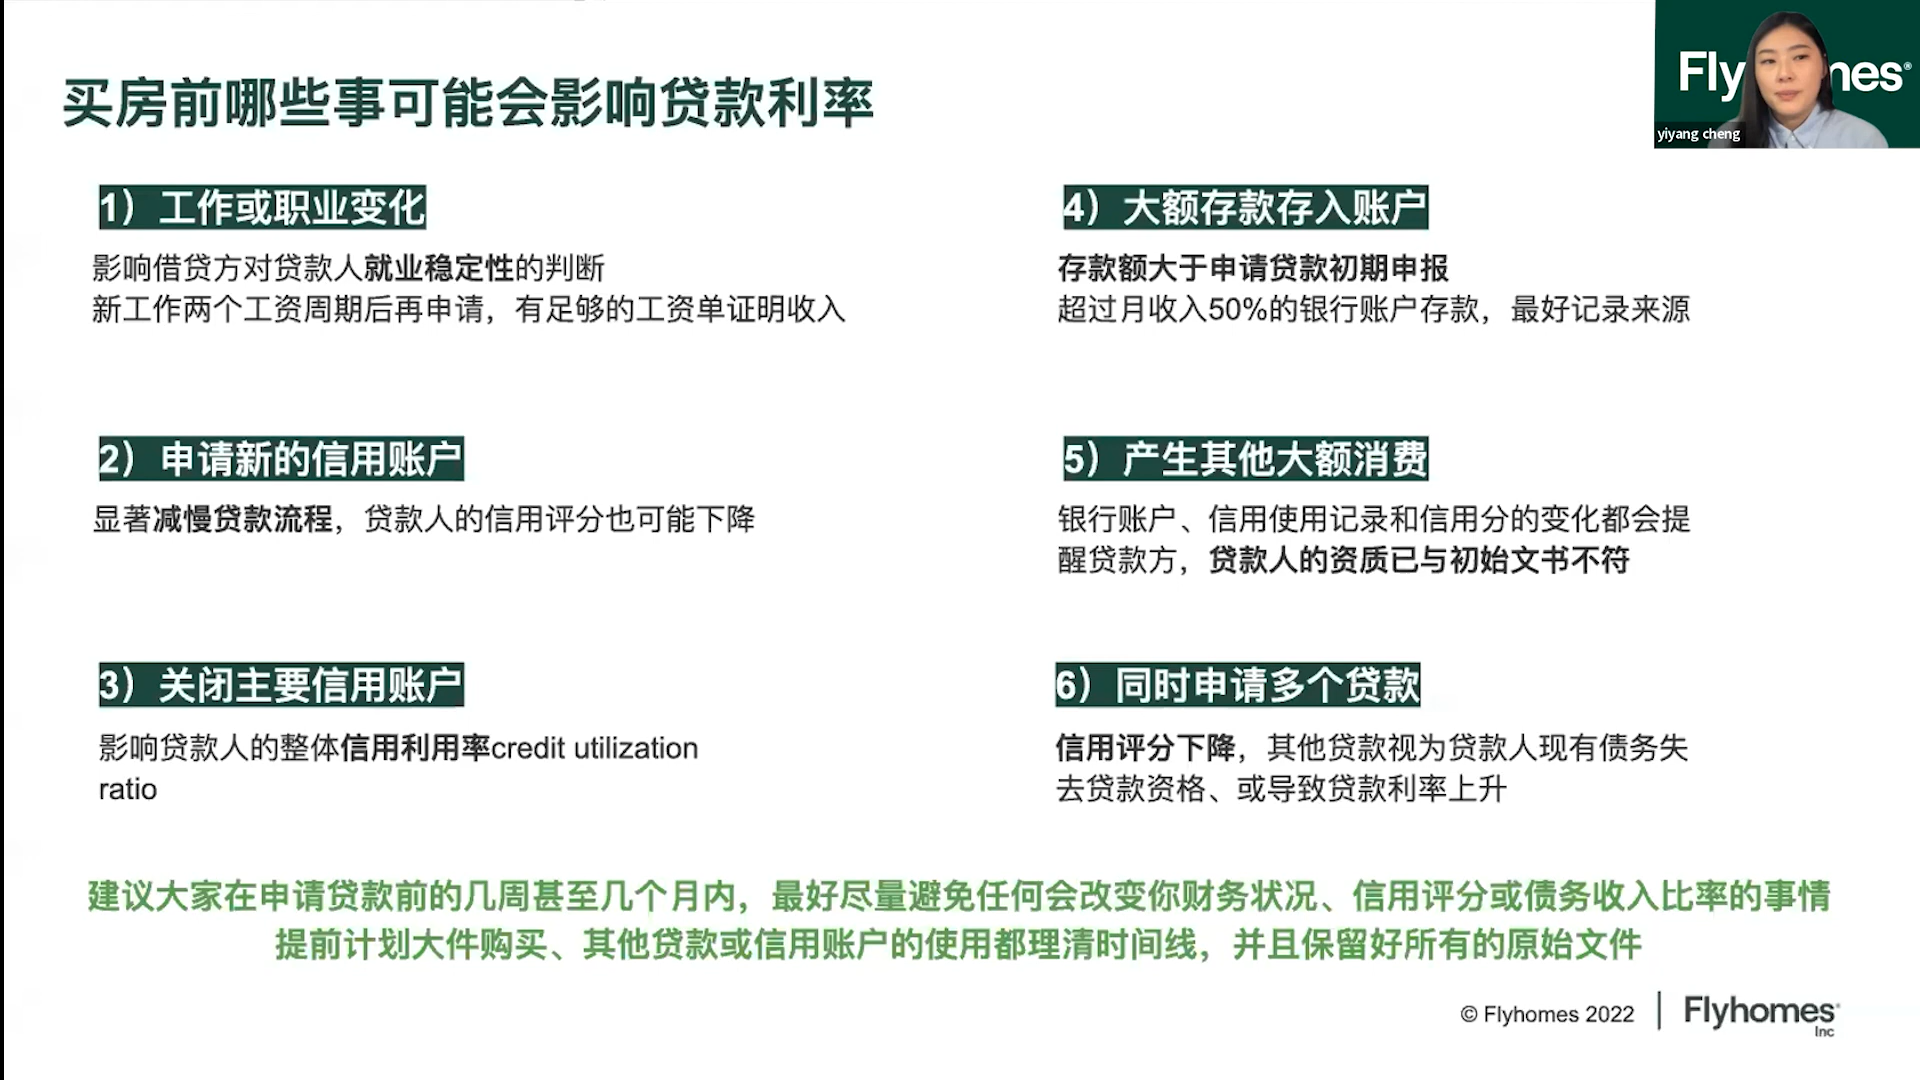 买房前哪些事可能会影响贷款利率
Fly mes®
yiyang cheng
1）工作或职业变化
影响借贷方对贷款人就业稳定性的判断
新工作两个工资周期后再申请，有足够的工资单证明收入
2）申请新的信用账户
显著减慢贷款流程，贷款人的信用评分也可能下降
3）关闭主要信用账户
影响贷款人的整体信用利用率credit utilization
ratio
4）大额存款存入账户
存款额大于申请贷款初期申报
超过月收入50%的银行账户存款，最好记录来源
5）产生其他大额消费
银行账户、信用使用记录和信用分的变化都会提
醒贷款方，贷款人的资质已与初始文书不符
6）同时申请多个贷款
信用评分下降，其他贷款视为贷款人现有债务失
去贷款资格、或导致贷款利率上升
建议大家在申请贷款前的几周甚至几个月内，最好尽量避免任何会改变你财务状况、信用评分或债务收入比率的事情
提前计划大件购买、其他贷款或信用账户的使用都理清时间线，并且保留好所有的原始文件
© Flyhomes 2022
Flyhomes
Inc